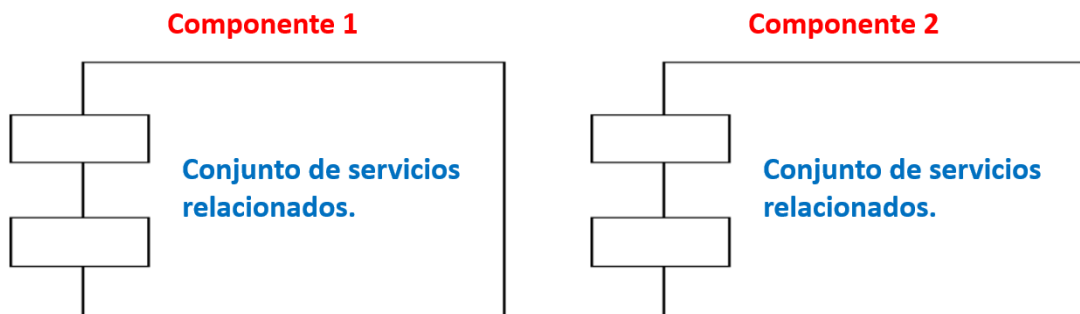 Componente 1
Componente 2
Conjunto de servicios
relacionados.
Conjunto de servicios
relacionados.